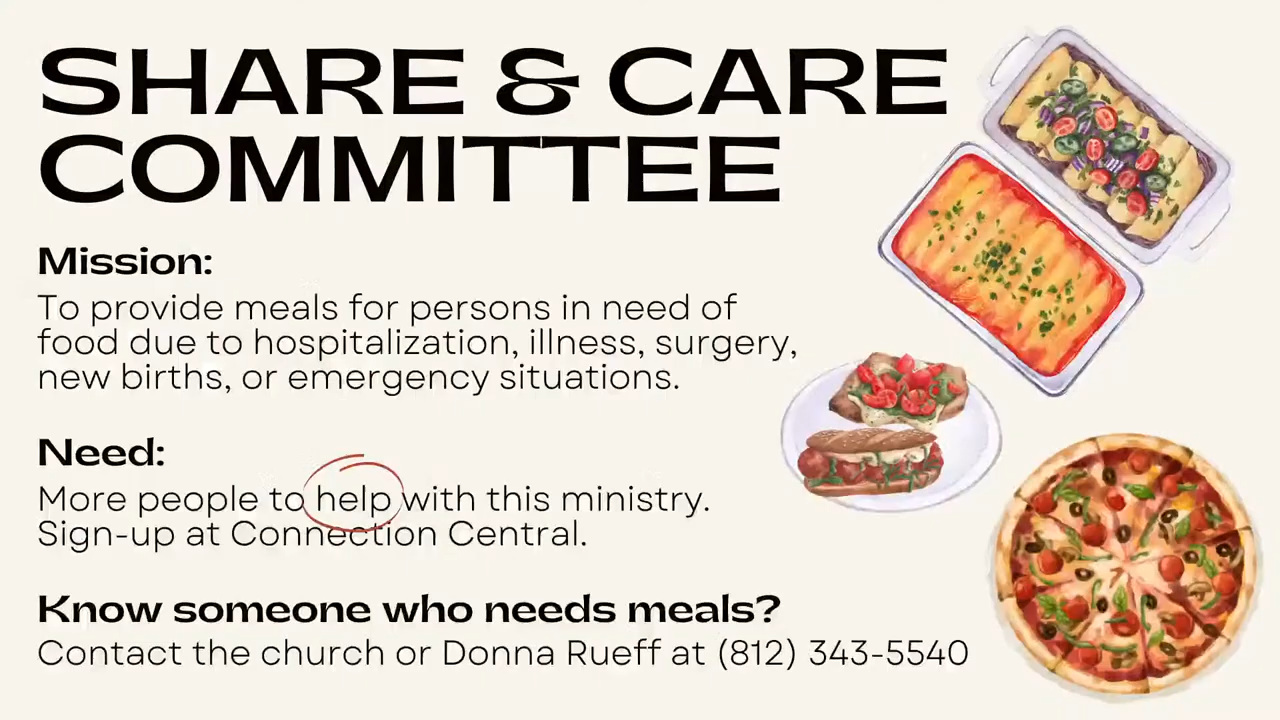 SHARE & CARE
COMMITTEE
Mission:
To provide meals for persons in need of
food due to hospitalization, illness, surgery,
new births, or emergency situations.
Need:
More people to help with this ministry.
Sign-up at Connection Central.
Know someone who needs meals?
Contact the church or Donna Rueff at (812) 343-5540